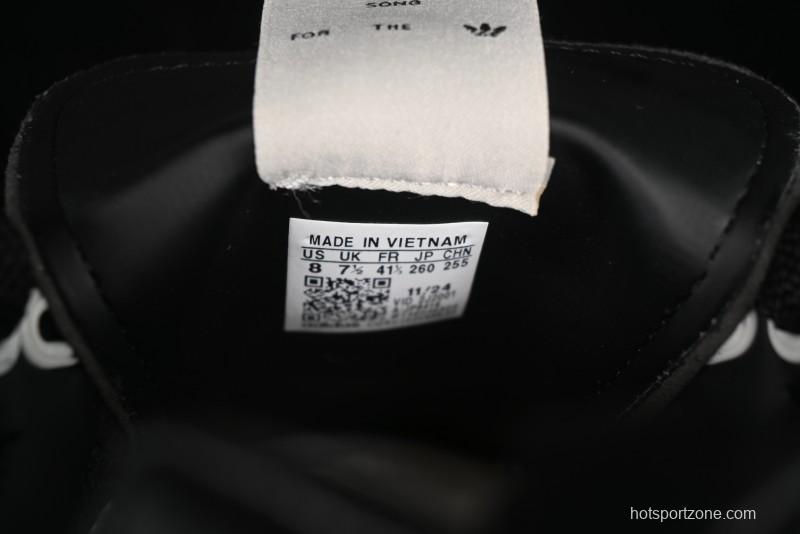 SONG
FOR THE
MADE IN VIETNAM
US UK FR JP CHN
8 7½ 41⅓ 260 255
11/24
hotsportzone.com